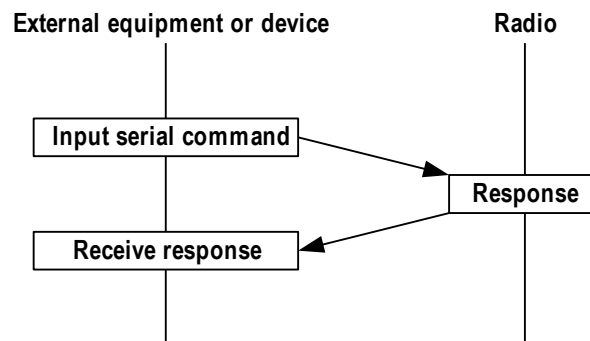 External equipment or device
Radio
Input serial command
Response
Receive response